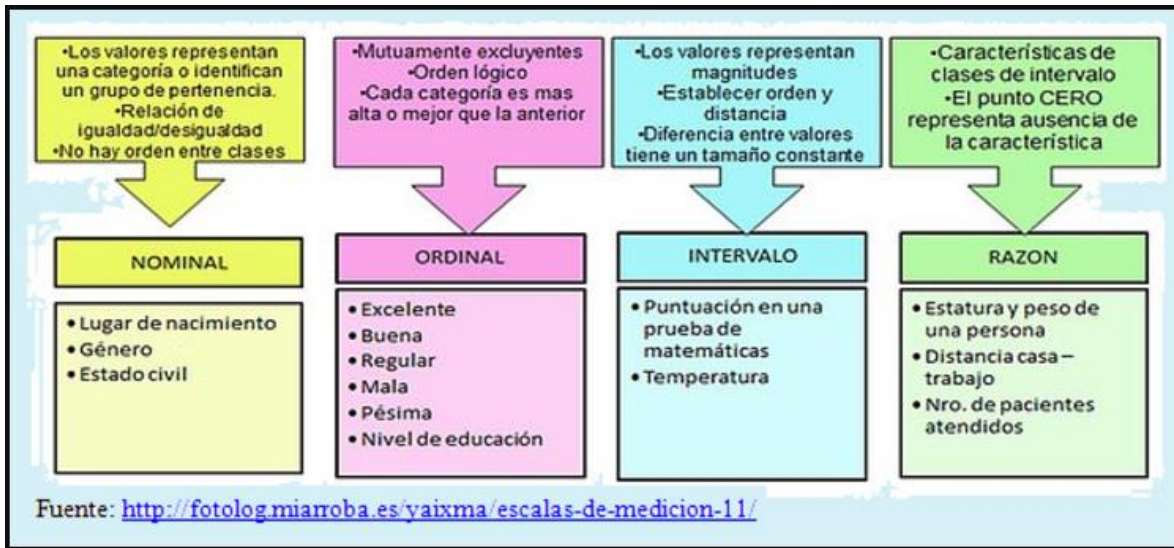 •Los valores representan
una categoría o identifican
un grupo de pertenencia.
•Relación de
igualdad/desigualdad
•No hay orden entre clases
•Mutuamente excluyentes
•Orden lógico
•Cada categoría es mas
alta o mejor que la anterior
•Los valores representan
magnitudes
•Establecer orden y
distancia
•Diferencia entre valores
tiene un tamaño constante
•Características de
clases de intervalo
•El punto CERO
representa ausencia de
la característica
NOMINAL
ORDINAL
INTERVALO
RAZON
• Lugar de nacimiento
• Género
• Estado civil
• Excelente
• Buena
• Regular
• Mala
• Pésima
• Nivel de educación
• Puntuación en una
prueba de
matemáticas
• Temperatura
• Estatura y peso de
una persona
• Distancia casa –
trabajo
• Nro. de pacientes
atendidos
Fuente: http://fotolog.miarroba.es/yaixma/escalas-de-medicion-11/